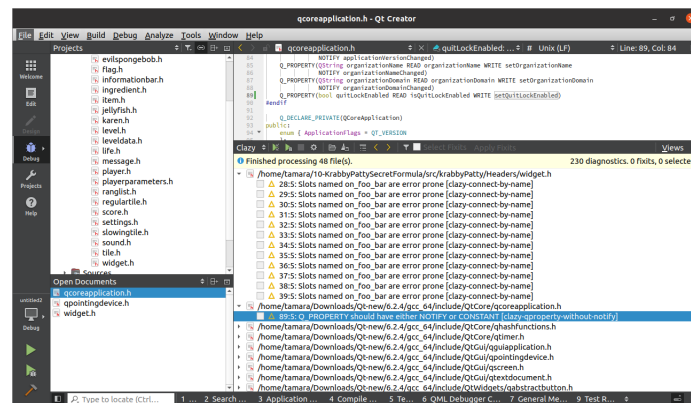 qcoreapplication.h - Qt Creator
File Edit View Build Debug Analyze Tools Window Help
Projects
qcoreapplication.h
quitLockEnabled: ...
# Unix (LF)
Line: 89, Col: 84
Welcome
Edit
Design
Debug
Projects
Help
untitled2
Debug
evilspongebob.h
flag.h
informationbar.h
ingredient.h
item.h
jellyfish.h
karen.h
level.h
leveldata.h
life.h
message.h
player.h
playerparameters.h
ranglist.h
regulartile.h
score.h
settings.h
slowingtile.h
sound.h
tile.h
widget.h
Sources
Open Documents
qcoreapplication.h
qpointingdevice.h
widget.h
84 NOTIFY applicationVersionChanged)
85 Q_PROPERTY(QString organizationName READ organizationName WRITE setOrganizationName
86 NOTIFY organizationNameChanged)
87 Q_PROPERTY(QString organizationDomain READ organizationDomain WRITE setOrganizationDomain
88 NOTIFY organizationDomainChanged)
89 Q_PROPERTY(bool quitLockEnabled READ isQuitLockEnabled WRITE setQuitLockEnabled)
90 #endif
91
92 Q_DECLARE_PRIVATE(QCoreApplication)
93 public:
94 enum { ApplicationFlags = QT_VERSION
Clazy
Select Fixits Apply Fixits
Views
Finished processing 48 file(s).
230 diagnostics. 0 fixits, 0 selecte
/home/tamara/10-KrabbyPattySecretFormula/src/krabbyPatty/Headers/widget.h
28:5: Slots named on_foo_bar are error prone [clazy-connect-by-name]
29:5: Slots named on_foo_bar are error prone [clazy-connect-by-name]
30:5: Slots named on_foo_bar are error prone [clazy-connect-by-name]
31:5: Slots named on_foo_bar are error prone [clazy-connect-by-name]
32:5: Slots named on_foo_bar are error prone [clazy-connect-by-name]
33:5: Slots named on_foo_bar are error prone [clazy-connect-by-name]
34:5: Slots named on_foo_bar are error prone [clazy-connect-by-name]
35:5: Slots named on_foo_bar are error prone [clazy-connect-by-name]
36:5: Slots named on_foo_bar are error prone [clazy-connect-by-name]
37:5: Slots named on_foo_bar are error prone [clazy-connect-by-name]
38:5: Slots named on_foo_bar are error prone [clazy-connect-by-name]
39:5: Slots named on_foo_bar are error prone [clazy-connect-by-name]
/home/tamara/Downloads/Qt-new/6.2.4/gcc_64/include/QtCore/qcoreapplication.h
89:5: Q_PROPERTY should have either NOTIFY or CONSTANT [clazy-qproperty-without-notify]
/home/tamara/Downloads/Qt-new/6.2.4/gcc_64/include/QtCore/qhashfunctions.h
/home/tamara/Downloads/Qt-new/6.2.4/gcc_64/include/QtCore/qtimer.h
/home/tamara/Downloads/Qt-new/6.2.4/gcc_64/include/QtGui/qguiapplication.h
/home/tamara/Downloads/Qt-new/6.2.4/gcc_64/include/QtGui/qpointingdevice.h
/home/tamara/Downloads/Qt-new/6.2.4/gcc_64/include/QtGui/qscreen.h
/home/tamara/Downloads/Qt-new/6.2.4/gcc_64/include/QtGui/qtextdocument.h
/home/tamara/Downloads/Qt-new/6.2.4/gcc_64/include/QtWidgets/qabstractbutton.h
Type to locate (Ctrl... 1 ... 2 Search ... 3 Application ... 4 Compile ... 5 Te... 6 QML Debugger C... 7 General Me... 9 Test R...